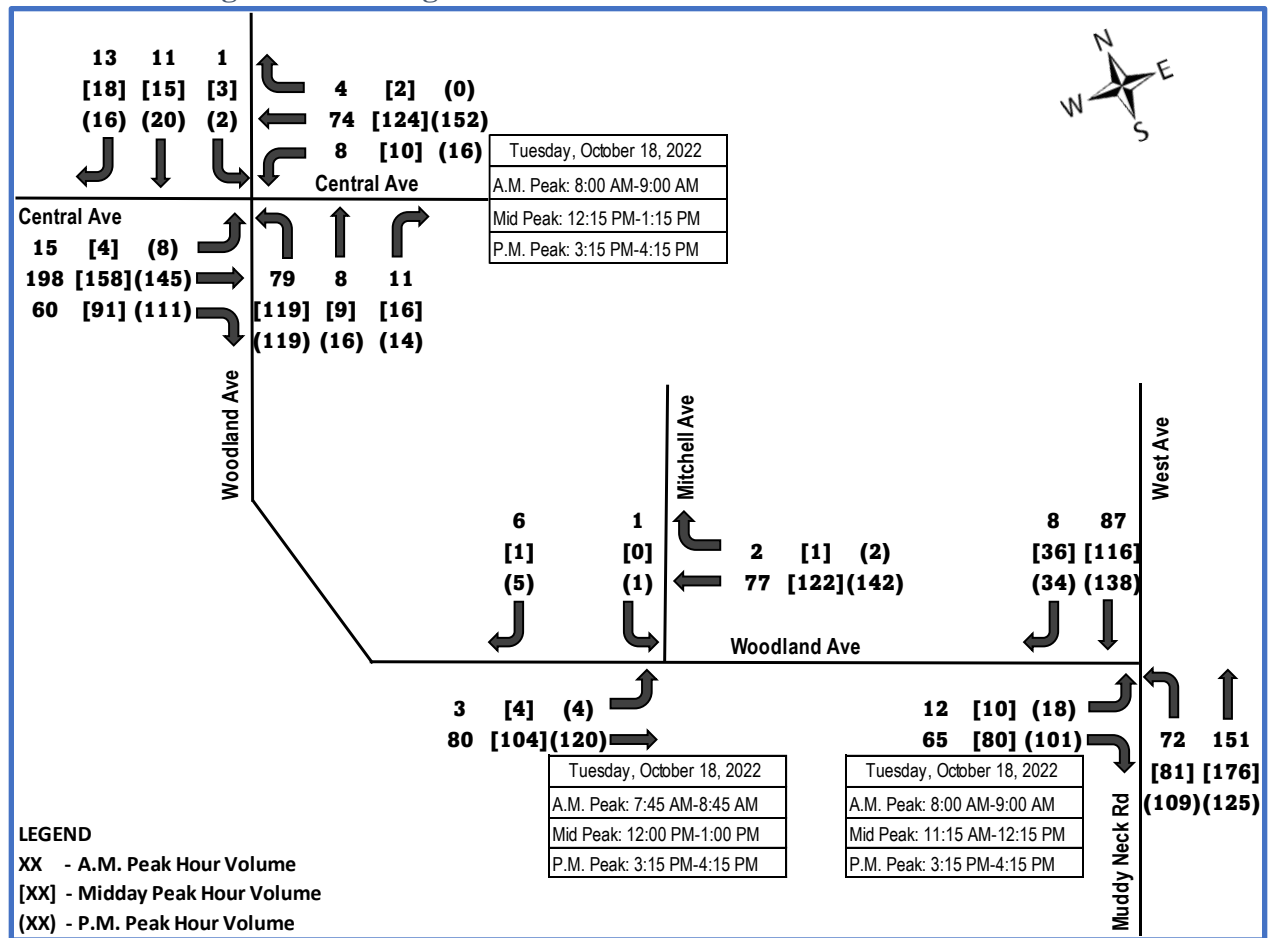 N
E
W
S
13 11 1
[18] [15] [3]
(16) (20) (2)
4 [2] (0)
74 [124] (152)
8 [10] (16)
Central Ave
Tuesday, October 18, 2022
A.M. Peak: 8:00 AM-9:00 AM
Mid Peak: 12:15 PM-1:15 PM
P.M. Peak: 3:15 PM-4:15 PM
Central Ave
15 [4] (8)
198 [158] (145)
60 [91] (111)
79 8 11
[119] [9] [16]
(119) (16) (14)
Woodland Ave
Mitchell Ave
West Ave
6 1
[1] [0]
(5) (1)
2 [1] (2)
77 [122] (142)
8 87
[36] [116]
(34) (138)
Woodland Ave
3 [4] (4)
80 [104] (120)
12 [10] (18)
65 [80] (101)
72 151
[81] [176]
(109) (125)
Tuesday, October 18, 2022
A.M. Peak: 7:45 AM-8:45 AM
Mid Peak: 12:00 PM-1:00 PM
P.M. Peak: 3:15 PM-4:15 PM
Tuesday, October 18, 2022
A.M. Peak: 8:00 AM-9:00 AM
Mid Peak: 11:15 AM-12:15 PM
P.M. Peak: 3:15 PM-4:15 PM
Muddy Neck Rd
LEGEND
XX - A.M. Peak Hour Volume
[XX] - Midday Peak Hour Volume
(XX) - P.M. Peak Hour Volume